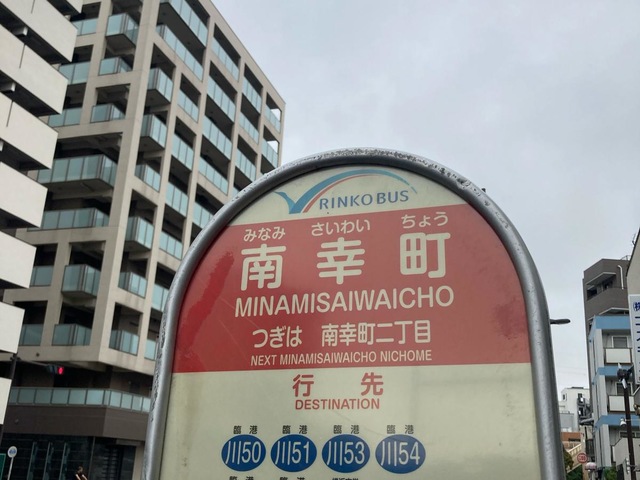 RINKO BUS
みなみ さいわい ちょう
南 幸 町
MINAMISAIWAICHO
つぎは 南幸町二丁目
NEXT MINAMISAIWAICHO NICHOME
行 先
DESTINATION
臨港 臨港 臨港 臨港
川50 川51 川53 川54